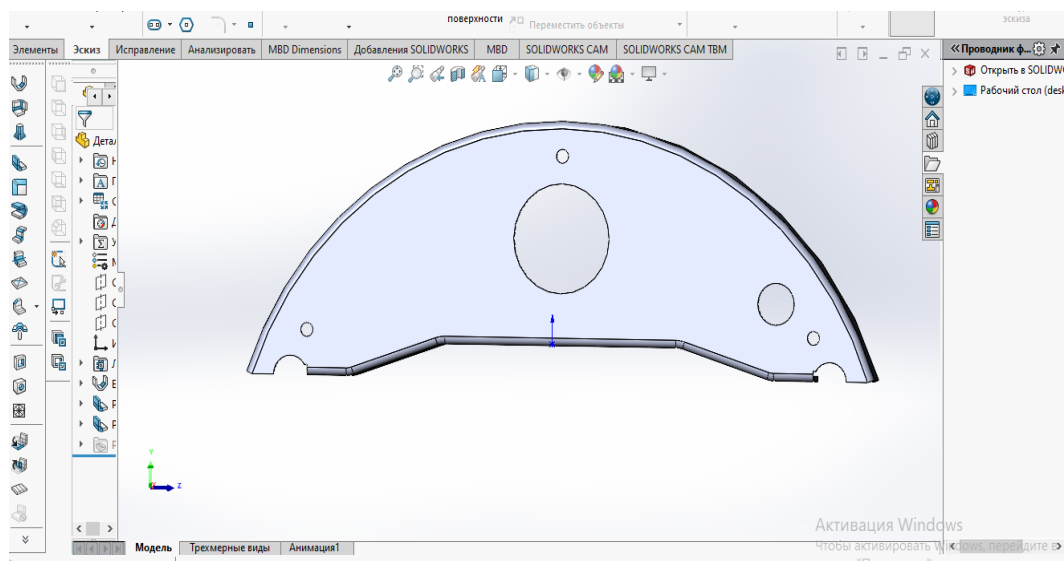 поверхности
Переместить объекты
эскиза
Элементы
Эскиз
Исправление
Анализировать
MBD Dimensions
Добавления SOLIDWORKS
MBD
SOLIDWORKS CAM
SOLIDWORKS CAM TBM
Проводник ф...
Открыть в SOLIDW
Рабочий стол (desk
Дета
Y
Z
Активация Windows
Чтобы активировать Windows, перейдите в
Модель
Трехмерные виды
Анимация1